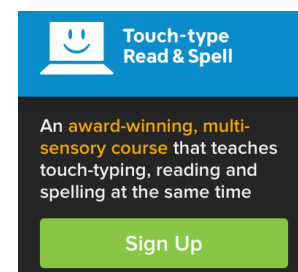 Touch-type
Read & Spell
An award-winning, multi-
sensory course that teaches
touch-typing, reading and
spelling at the same time
Sign Up